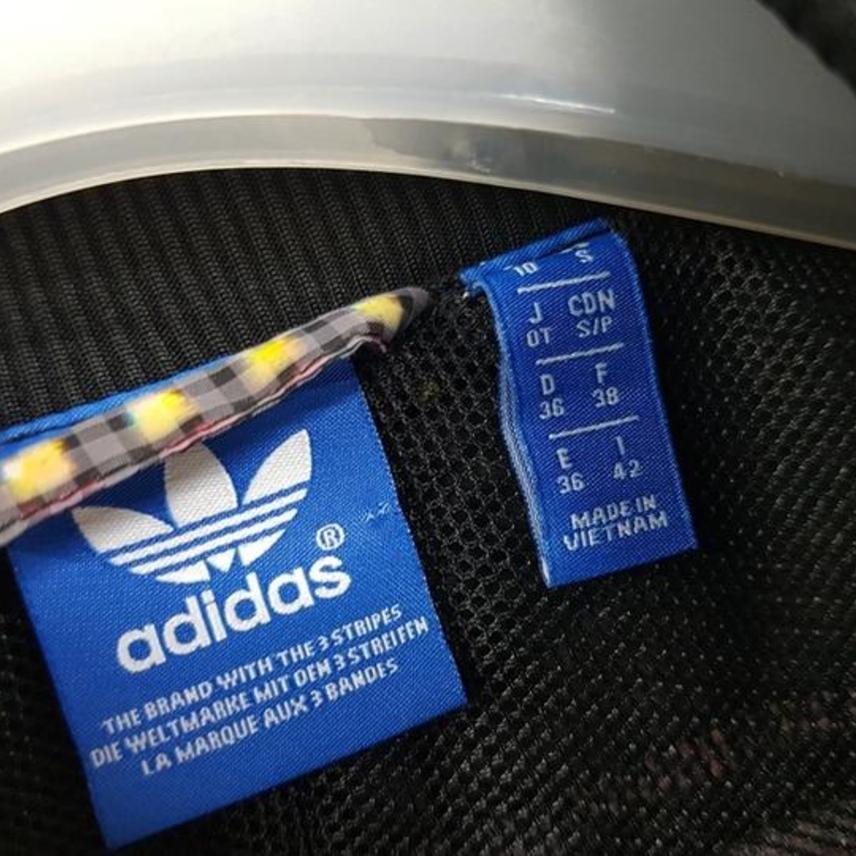 adidas®
THE BRAND WITH THE 3 STRIPES
DIE WELTMARKE MIT DEN 3 STREIFEN
LA MARQUE AUX 3 BANDES
10 S
J CDN
OT S/P
D F
36 38
E I
36 42
MADE IN
VIETNAM